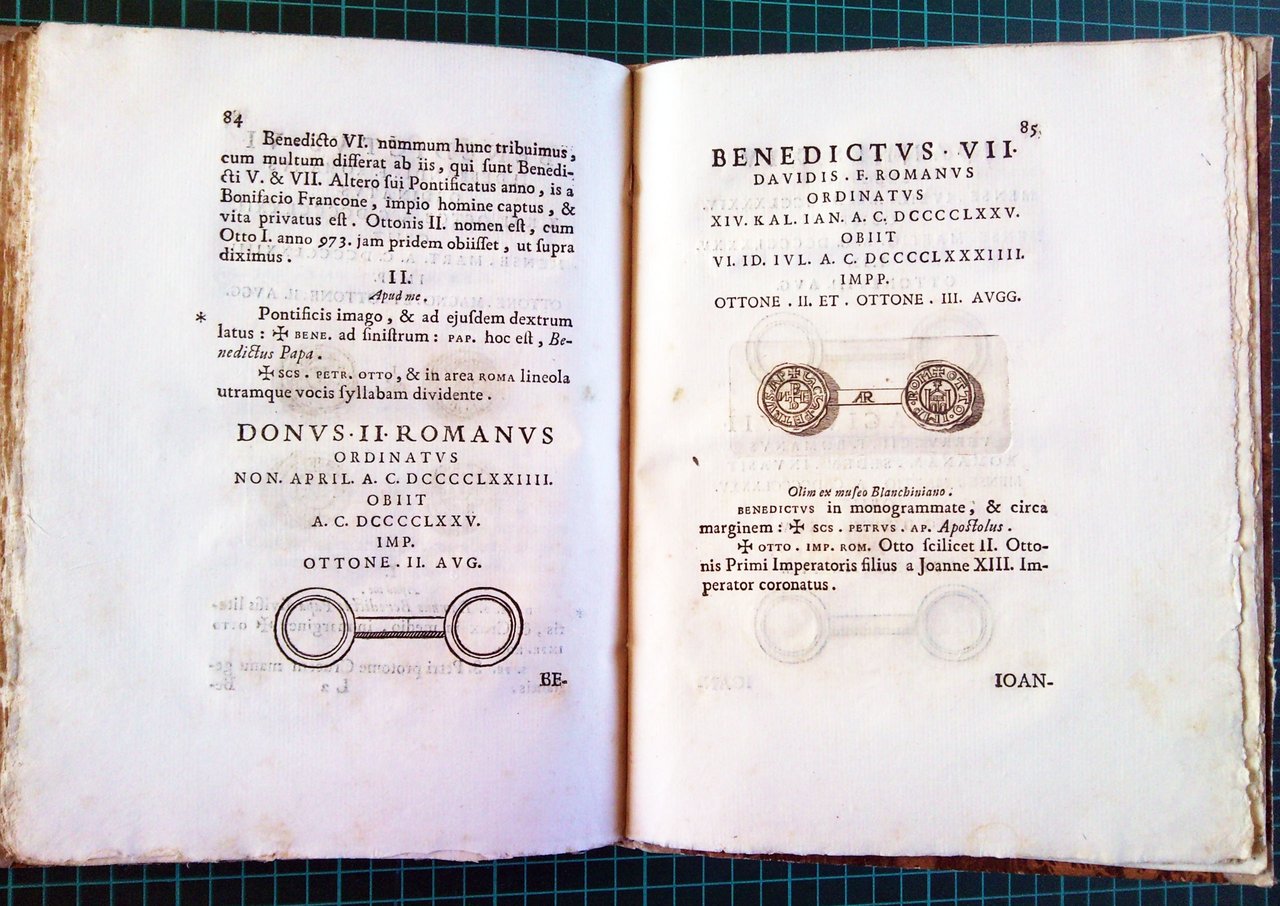 84
Benedicto VI. nūmmum hunc tribuimus,
cum multum differat ab iis, qui ſunt Benedi-
cti V. & VII. Altero ſui Pontificatus anno, is a
Bonifacio Francone, impio homine captus, &
vita privatus eſt. Ottonis II. nomen eſt, cum
Otto I. anno 973. jam pridem obiiſſet, ut ſupra
diximus.
II.
Apud me.
* Pontificis imago, & ad ejuſdem dextrum
latus: ✠ BENE. ad ſiniſtrum: PAP. hoc eſt, Be-
nedictus Papa.
✠ SCS. PETR. OTTO, & in area ROMA lineola
utramque vocis ſyllabam dividente.
DONVS·II·ROMANVS
ORDINATVS
NON. APRIL. A. C. DCCCCLXXIIII.
OBIIT
A. C. DCCCCLXXV.
IMP.
OTTONE. II. AVG.
BE-
85
BENEDICTVS·VII·
DAVIDIS. F. ROMANVS
ORDINATVS
XIV. KAL. IAN. A. C. DCCCCLXXV.
OBIIT
VI. ID. IVL. A. C. DCCCCLXXXIIII.
IMPP.
OTTONE. II. ET. OTTONE. III. AVGG.
AR
Olim ex muſeo Blanchiniano.
BENEDICTVS in monogrammate, & circa
marginem: ✠ SCS. PETRVS. AP. Apoſtolus.
✠ OTTO. IMP. ROM. Otto ſcilicet II. Otto-
nis Primi Imperatoris filius a Joanne XIII. Im-
perator coronatus.
IOAN-